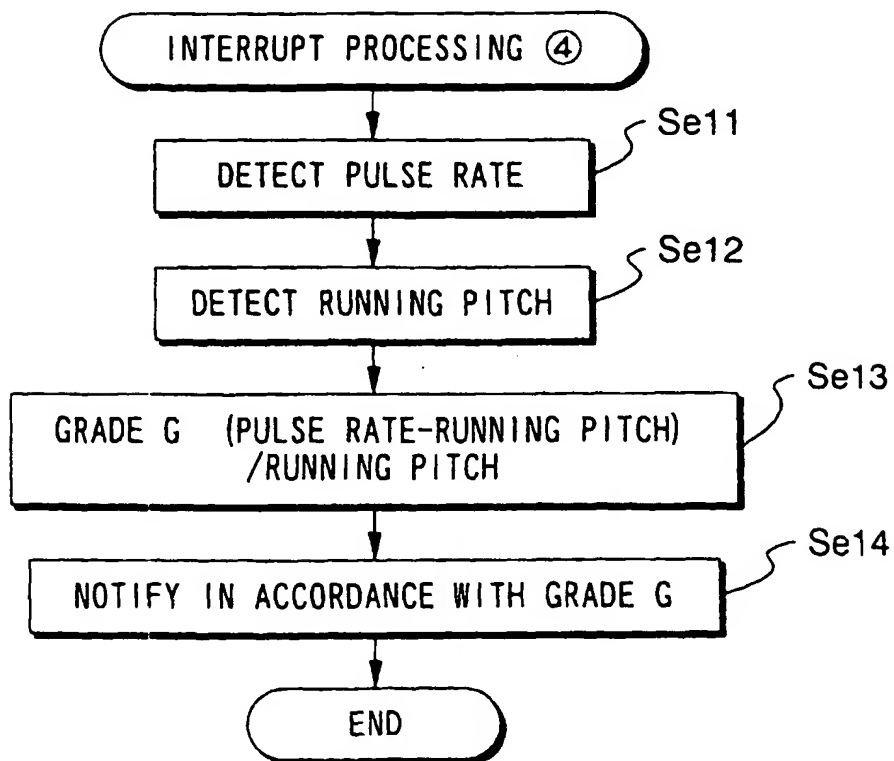 INTERRUPT PROCESSING ④
Se11
DETECT PULSE RATE
Se12
DETECT RUNNING PITCH
Se13
GRADE G (PULSE RATE-RUNNING PITCH)
/RUNNING PITCH
Se14
NOTIFY IN ACCORDANCE WITH GRADE G
END